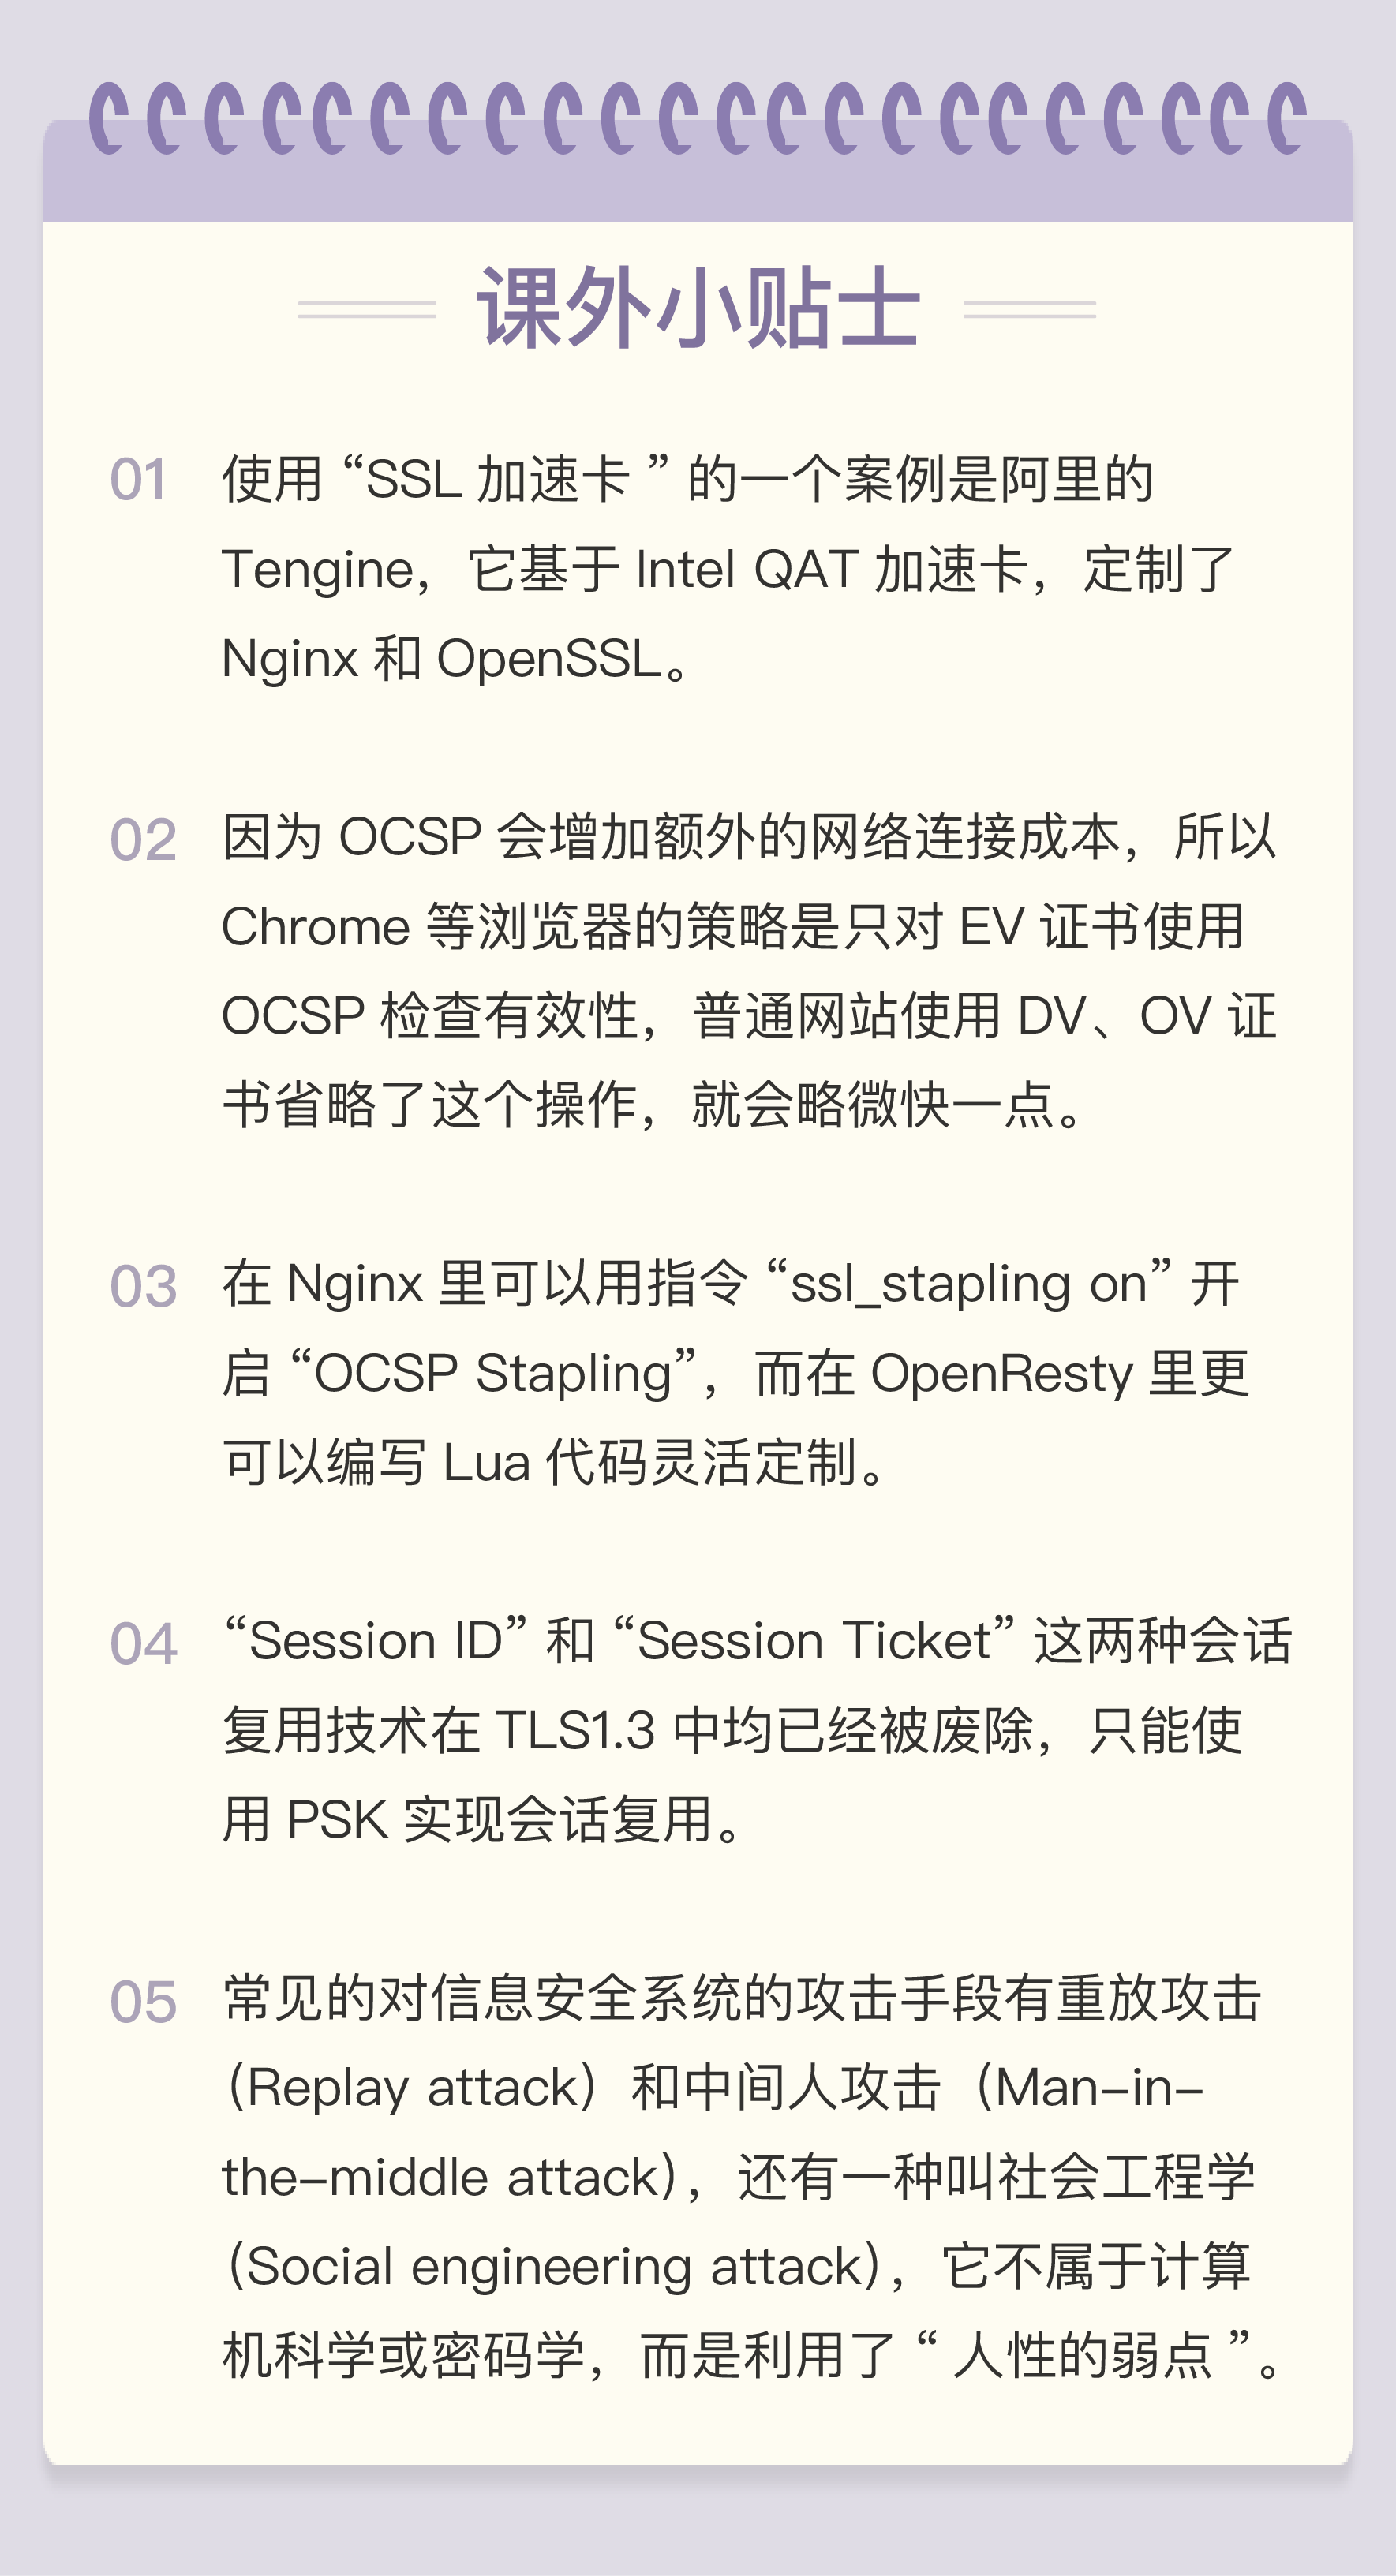 课外小贴士
01 使用“SSL 加速卡 ”的一个案例是阿里的
Tengine，它基于 Intel QAT 加速卡，定制了
Nginx 和 OpenSSL。
02 因为 OCSP 会增加额外的网络连接成本，所以
Chrome 等浏览器的策略是只对 EV 证书使用
OCSP 检查有效性，普通网站使用 DV、OV 证
书省略了这个操作，就会略微快一点。
03 在 Nginx 里可以用指令“ssl_stapling on”开
启“OCSP Stapling”，而在 OpenResty 里更
可以编写 Lua 代码灵活定制。
04 “Session ID”和“Session Ticket”这两种会话
复用技术在 TLS1.3 中均已经被废除，只能使
用 PSK 实现会话复用。
05 常见的对信息安全系统的攻击手段有重放攻击
（Replay attack）和中间人攻击（Man-in-
the-middle attack），还有一种叫社会工程学
（Social engineering attack），它不属于计算
机科学或密码学，而是利用了“ 人性的弱点 ”。